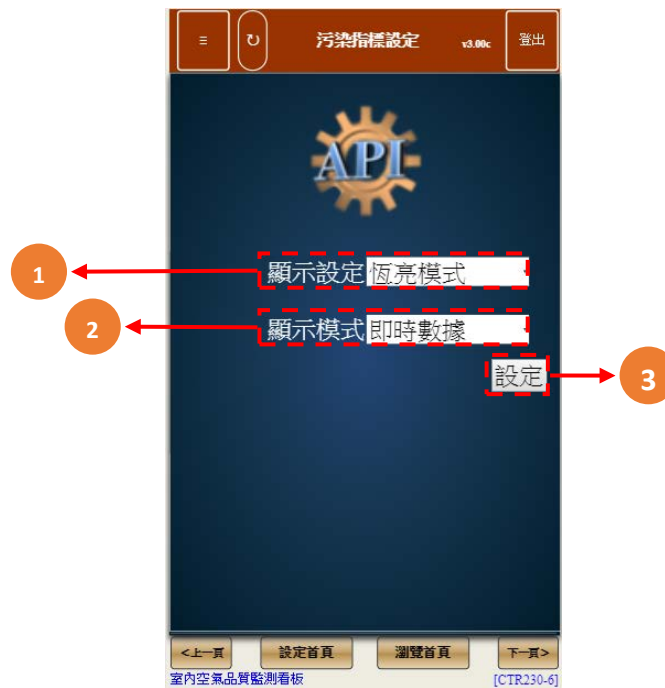 ≡ ↻ 污染指標設定 v3.00c 登出
API
1 顯示設定 恆亮模式
2 顯示模式 即時數據
設定 3
<上一頁 設定首頁 瀏覽首頁 下一頁>
室內空氣品質監測看板 [CTR230-6]